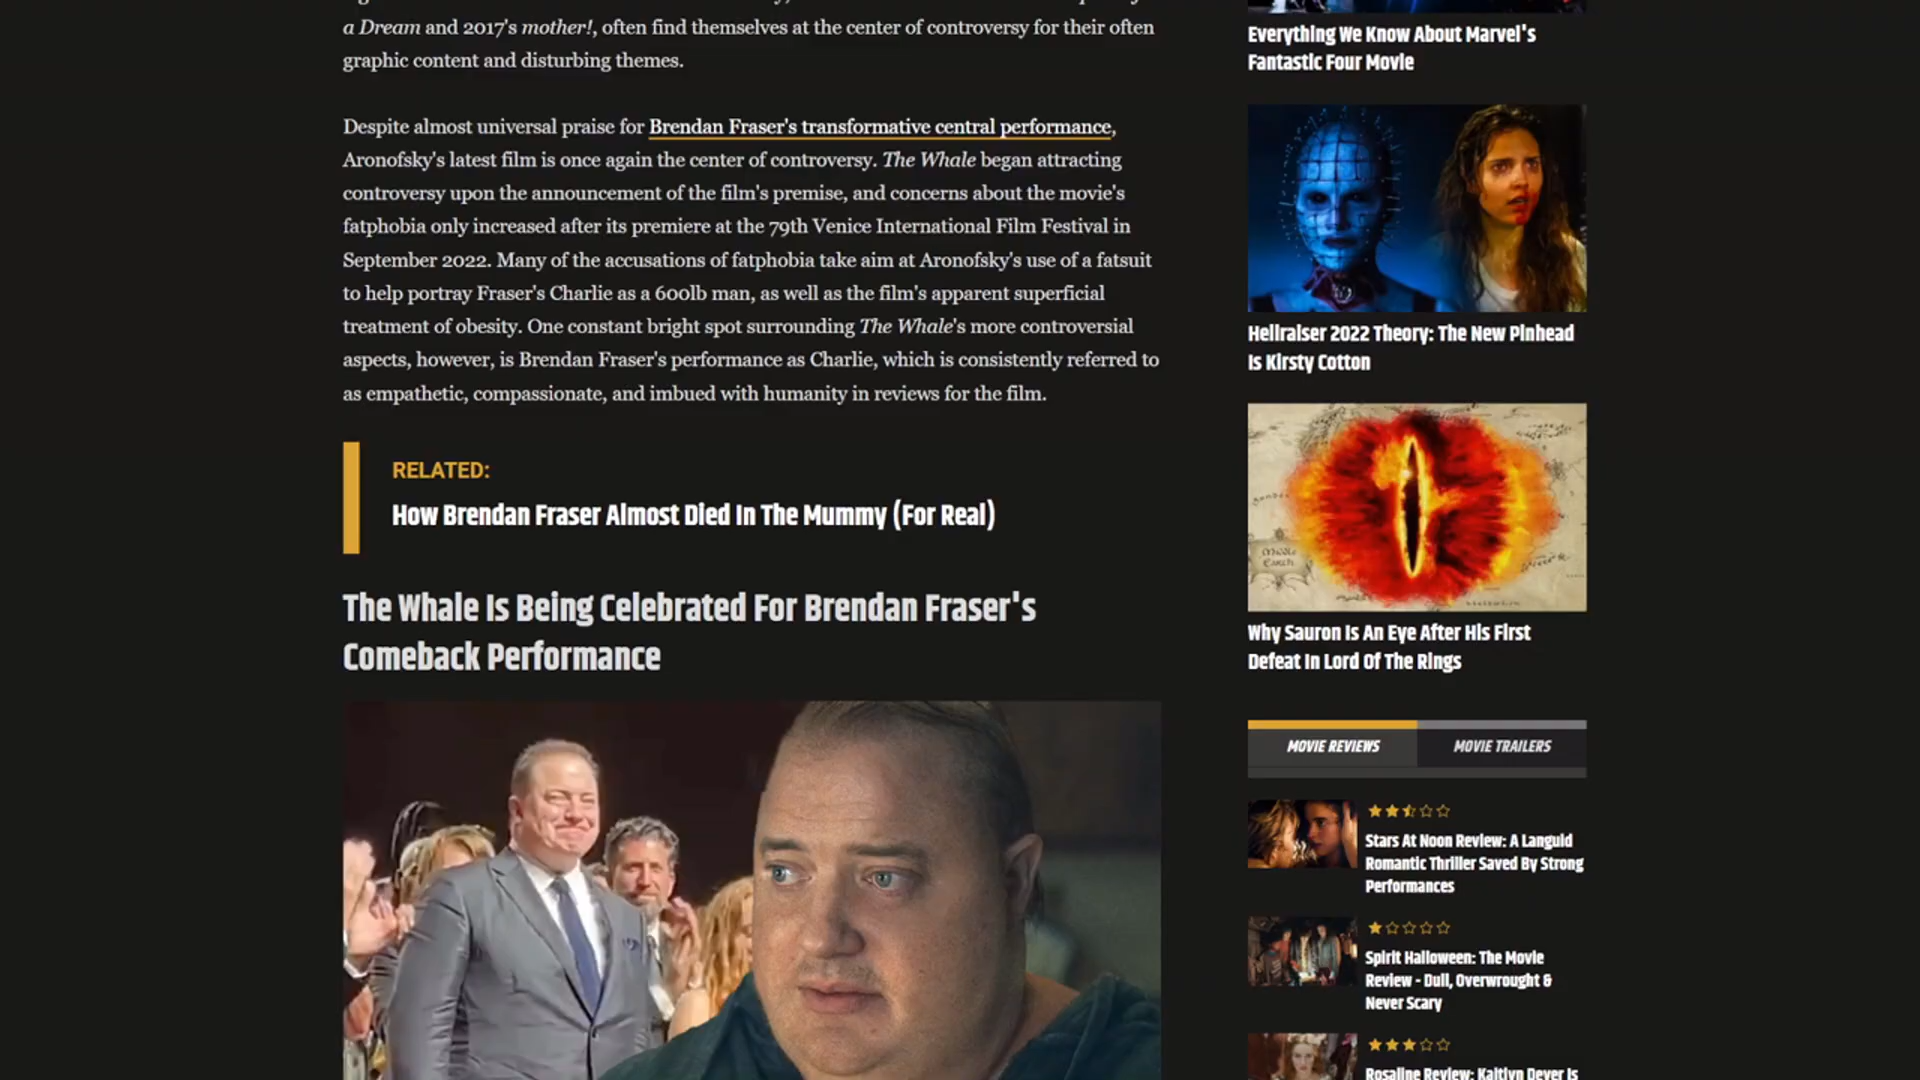 a Dream and 2017's mother!, often find themselves at the center of controversy for their often
graphic content and disturbing themes.
Despite almost universal praise for Brendan Fraser's transformative central performance,
Aronofsky's latest film is once again the center of controversy. The Whale began attracting
controversy upon the announcement of the film's premise, and concerns about the movie's
fatphobia only increased after its premiere at the 79th Venice International Film Festival in
September 2022. Many of the accusations of fatphobia take aim at Aronofsky's use of a fatsuit
to help portray Fraser's Charlie as a 600lb man, as well as the film's apparent superficial
treatment of obesity. One constant bright spot surrounding The Whale's more controversial
aspects, however, is Brendan Fraser's performance as Charlie, which is consistently referred to
as empathetic, compassionate, and imbued with humanity in reviews for the film.
RELATED:
How Brendan Fraser Almost Died In The Mummy (For Real)
The Whale Is Being Celebrated For Brendan Fraser's
Comeback Performance
Everything We Know About Marvel's
Fantastic Four Movie
Hellraiser 2022 Theory: The New Pinhead
Is Kirsty Cotton
Why Sauron Is An Eye After His First
Defeat In Lord Of The Rings
MOVIE REVIEWS
MOVIE TRAILERS
Stars At Noon Review: A Languid
Romantic Thriller Saved By Strong
Performances
Spirit Halloween: The Movie
Review - Dull, Overwrought &
Never Scary
Rosaline Review: Kaitlyn Dever Is